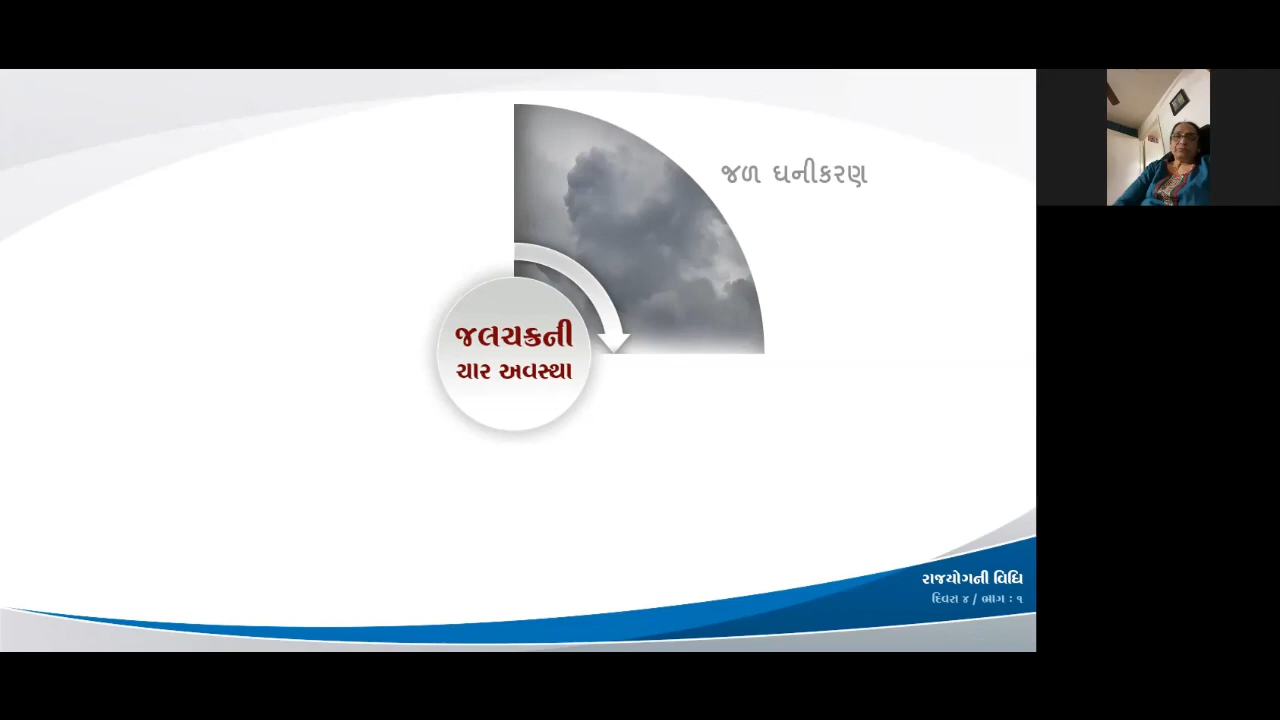 જળ ઘનીકરણ
જલચક્રની
ચાર અવસ્થા
રાજયોગની વિધિ
દિવસ ૪ / ભાગ : ૧